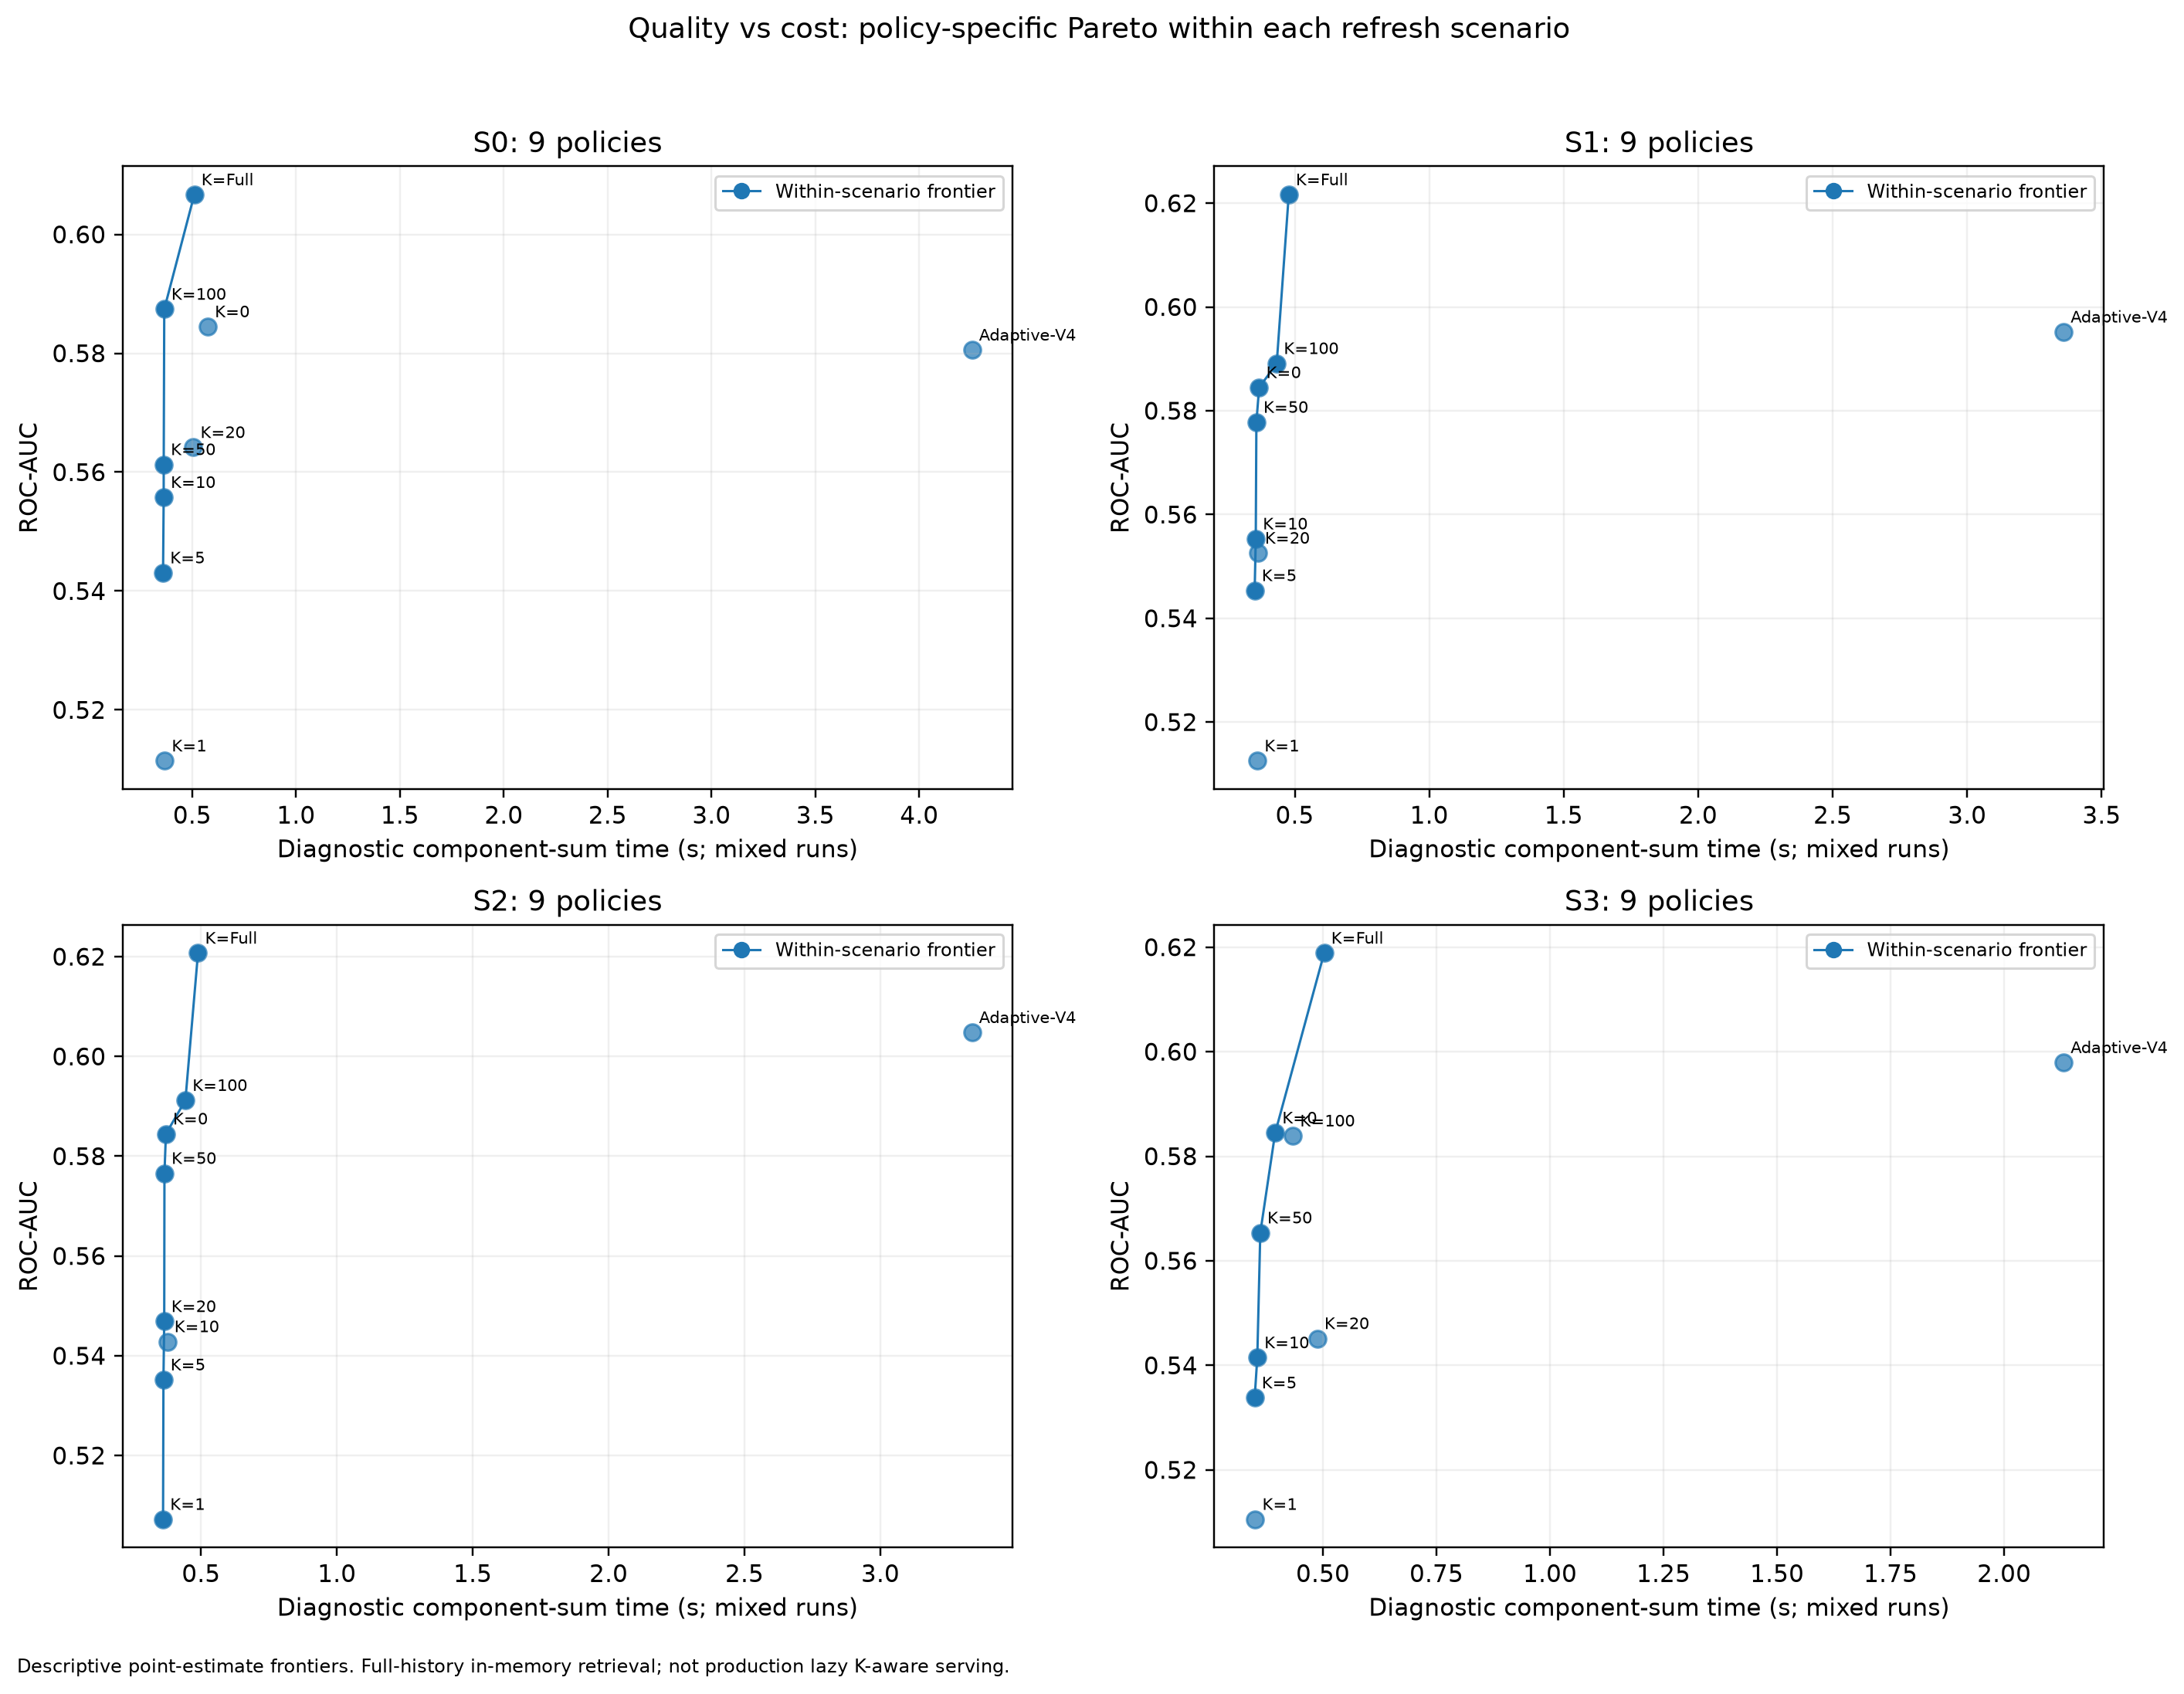 Quality vs cost: policy-specific Pareto within each refresh scenario
S0: 9 policies
Within-scenario frontier
K=Full
K=100
K=0
Adaptive-V4
K=20
K=50
K=10
K=5
K=1
0.60
0.58
0.56
0.54
0.52
ROC-AUC
0.5 1.0 1.5 2.0 2.5 3.0 3.5 4.0
Diagnostic component-sum time (s; mixed runs)
S1: 9 policies
Within-scenario frontier
K=Full
Adaptive-V4
K=100
K=0
K=50
K=10
K=20
K=5
K=1
0.62
0.60
0.58
0.56
0.54
0.52
ROC-AUC
0.5 1.0 1.5 2.0 2.5 3.0 3.5
Diagnostic component-sum time (s; mixed runs)
S2: 9 policies
Within-scenario frontier
K=Full
Adaptive-V4
K=100
K=0
K=50
K=20
K=10
K=5
K=1
0.62
0.60
0.58
0.56
0.54
0.52
ROC-AUC
0.5 1.0 1.5 2.0 2.5 3.0
Diagnostic component-sum time (s; mixed runs)
S3: 9 policies
Within-scenario frontier
K=Full
Adaptive-V4
K=0
K=100
K=50
K=20
K=10
K=5
K=1
0.62
0.60
0.58
0.56
0.54
0.52
ROC-AUC
0.50 0.75 1.00 1.25 1.50 1.75 2.00
Diagnostic component-sum time (s; mixed runs)
Descriptive point-estimate frontiers. Full-history in-memory retrieval; not production lazy K-aware serving.